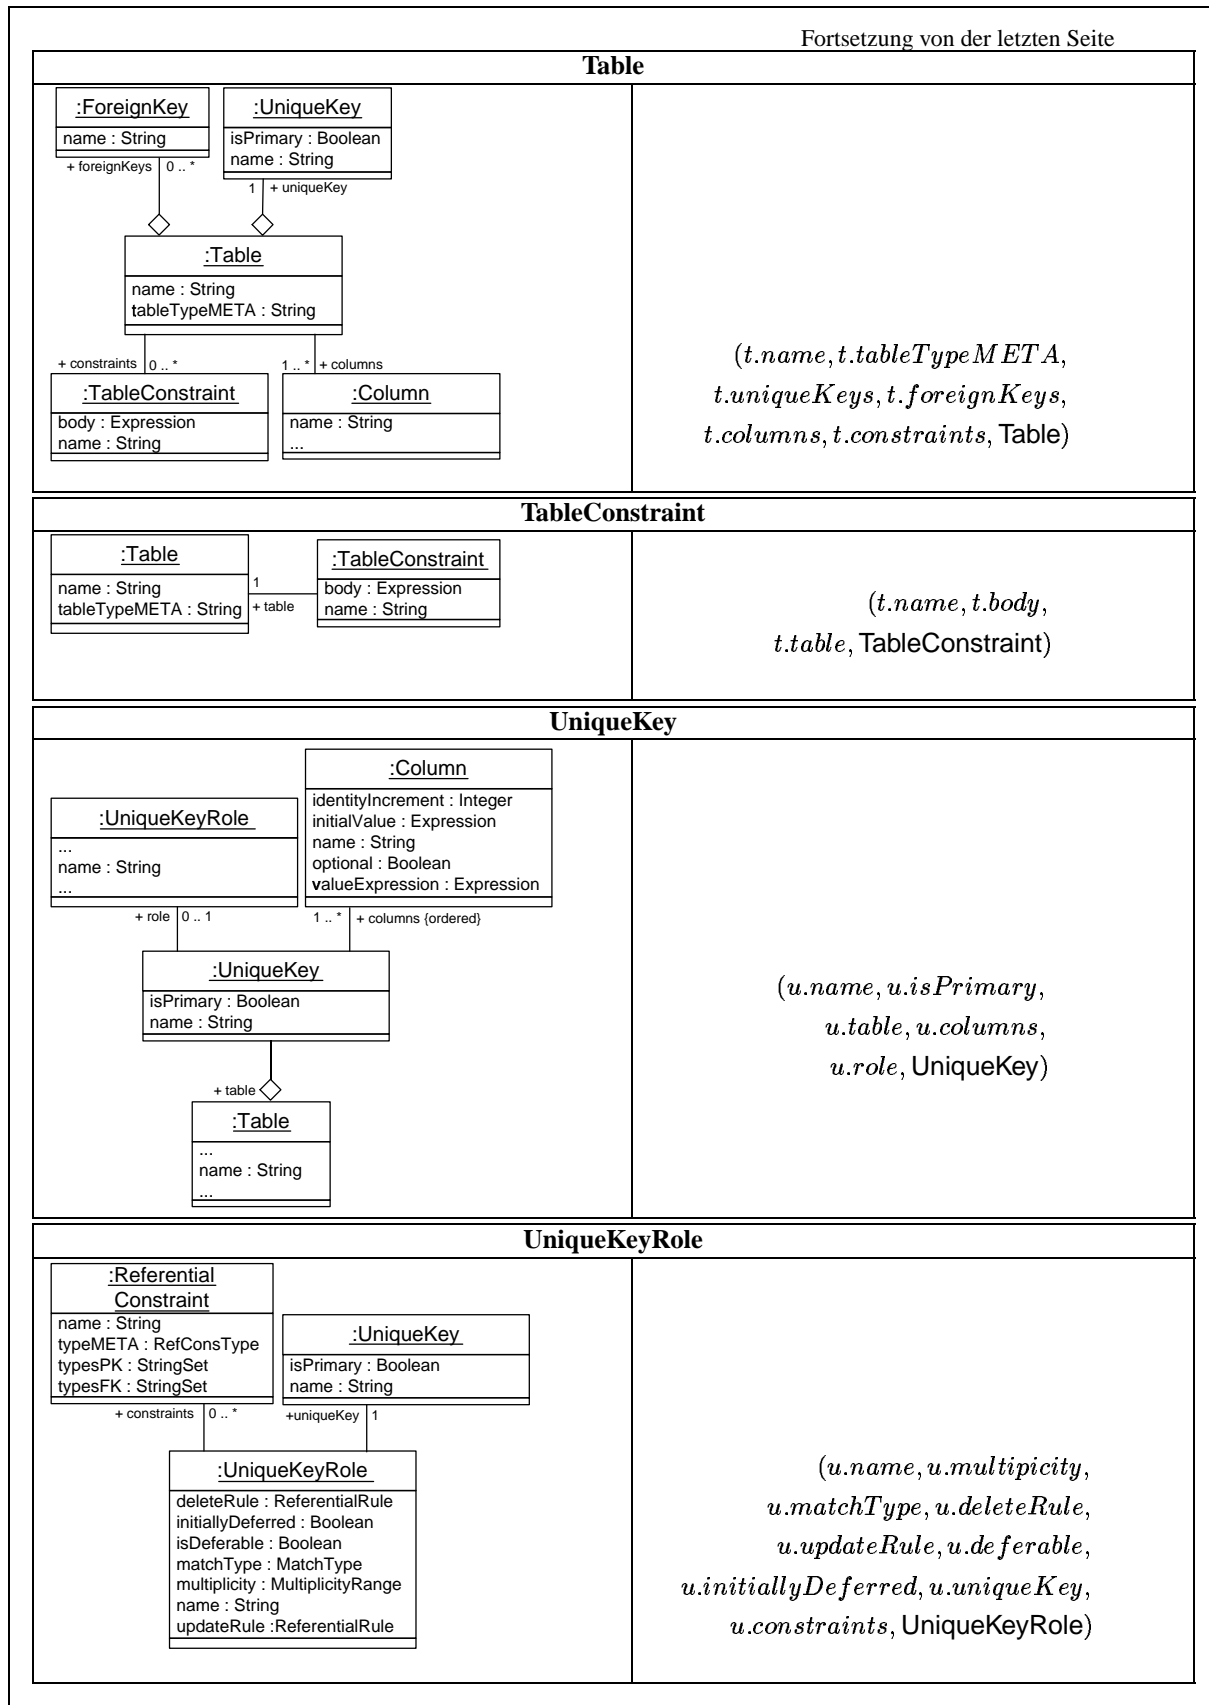 Fortsetzung von der letzten Seite
Table
:ForeignKey
name : String
+ foreignKeys 0 .. *
:UniqueKey
isPrimary : Boolean
name : String
1 + uniqueKey
:Table
name : String
tableTypeMETA : String
+ constraints 0 .. *
1 .. * + columns
:TableConstraint
body : Expression
name : String
:Column
name : String
...
(t.name, t.tableTypeMETA,
t.uniqueKeys, t.foreignKeys,
t.columns, t.constraints, Table)
TableConstraint
:Table
name : String
tableTypeMETA : String
1
+ table
:TableConstraint
body : Expression
name : String
(t.name, t.body,
t.table, TableConstraint)
UniqueKey
:UniqueKeyRole
...
name : String
...
+ role 0 .. 1
:Column
identityIncrement : Integer
initialValue : Expression
name : String
optional : Boolean
valueExpression : Expression
1 .. * + columns {ordered}
:UniqueKey
isPrimary : Boolean
name : String
+ table
:Table
...
name : String
...
(u.name, u.isPrimary,
u.table, u.columns,
u.role, UniqueKey)
UniqueKeyRole
:Referential
Constraint
name : String
typeMETA : RefConsType
typesPK : StringSet
typesFK : StringSet
+ constraints 0 .. *
:UniqueKey
isPrimary : Boolean
name : String
+uniqueKey 1
:UniqueKeyRole
deleteRule : ReferentialRule
initiallyDeferred : Boolean
isDeferable : Boolean
matchType : MatchType
multiplicity : MultiplicityRange
name : String
updateRule :ReferentialRule
(u.name, u.multipicity,
u.matchType, u.deleteRule,
u.updateRule, u.deferable,
u.initiallyDeferred, u.uniqueKey,
u.constraints, UniqueKeyRole)